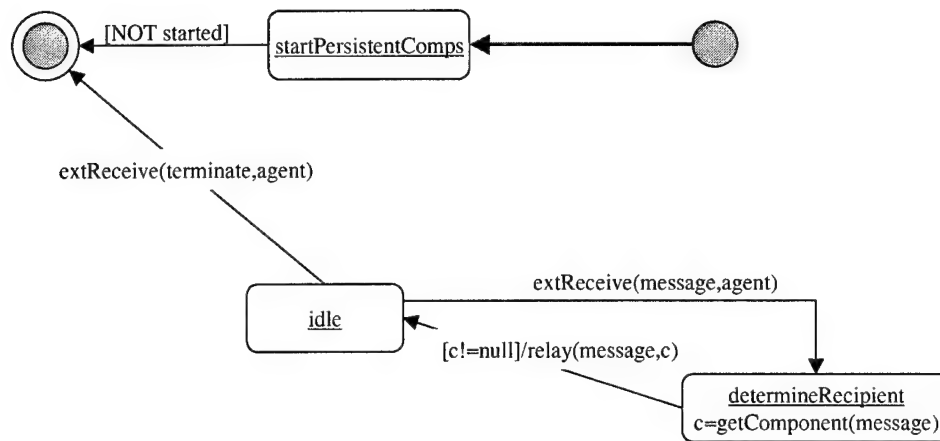 [NOT started]
startPersistentComps
extReceive(terminate,agent)
extReceive(message,agent)
idle
[c!=null]/relay(message,c)
determineRecipient
c=getComponent(message)